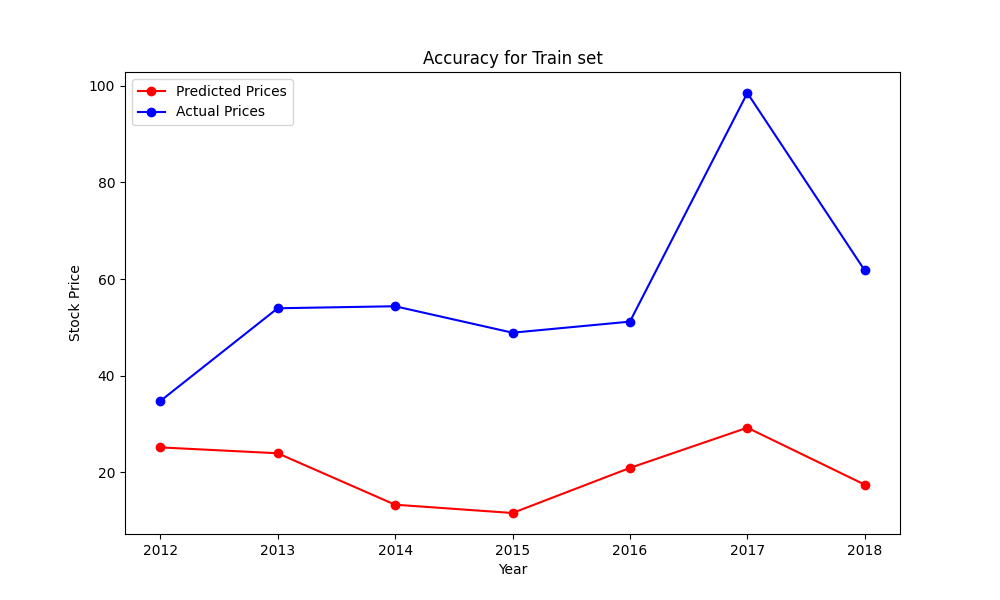 Accuracy for Train set
Predicted Prices
Actual Prices
100
80
60
40
20
Stock Price
2012 2013 2014 2015 2016 2017 2018
Year